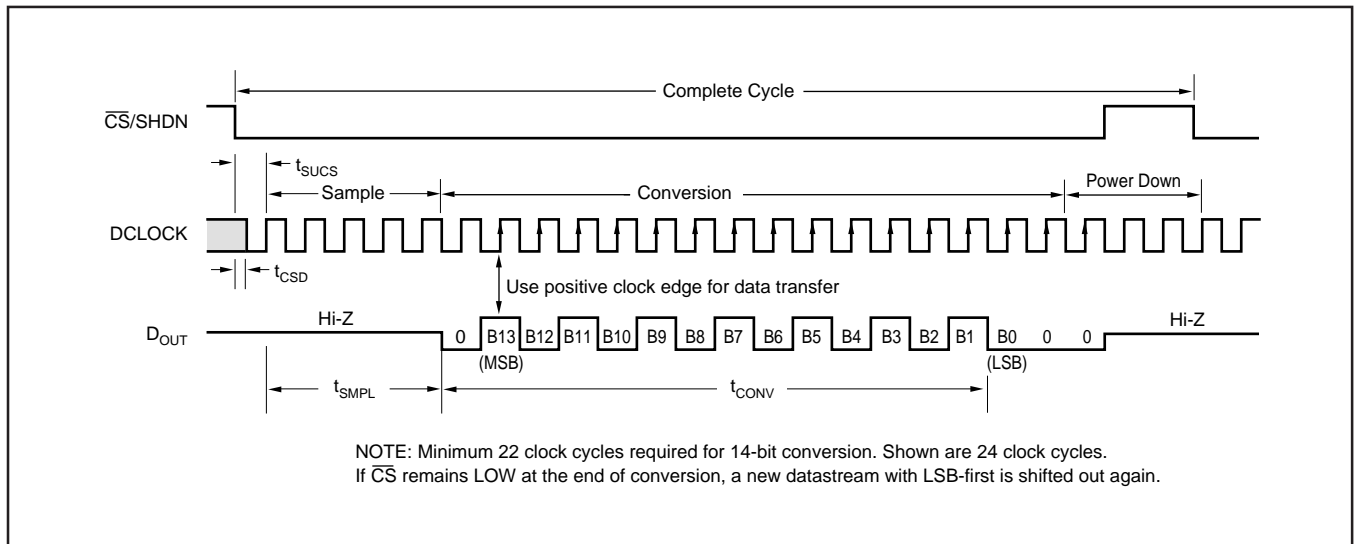 Complete Cycle
CS/SHDN
tSUCS
Sample
Conversion
Power Down
DCLOCK
tCSD
Use positive clock edge for data transfer
Hi-Z
Hi-Z
DOUT
0 B13 B12 B11 B10 B9 B8 B7 B6 B5 B4 B3 B2 B1 B0 0 0
(MSB)
(LSB)
tSMPL
tCONV
NOTE: Minimum 22 clock cycles required for 14-bit conversion. Shown are 24 clock cycles.
If CS remains LOW at the end of conversion, a new datastream with LSB-first is shifted out again.